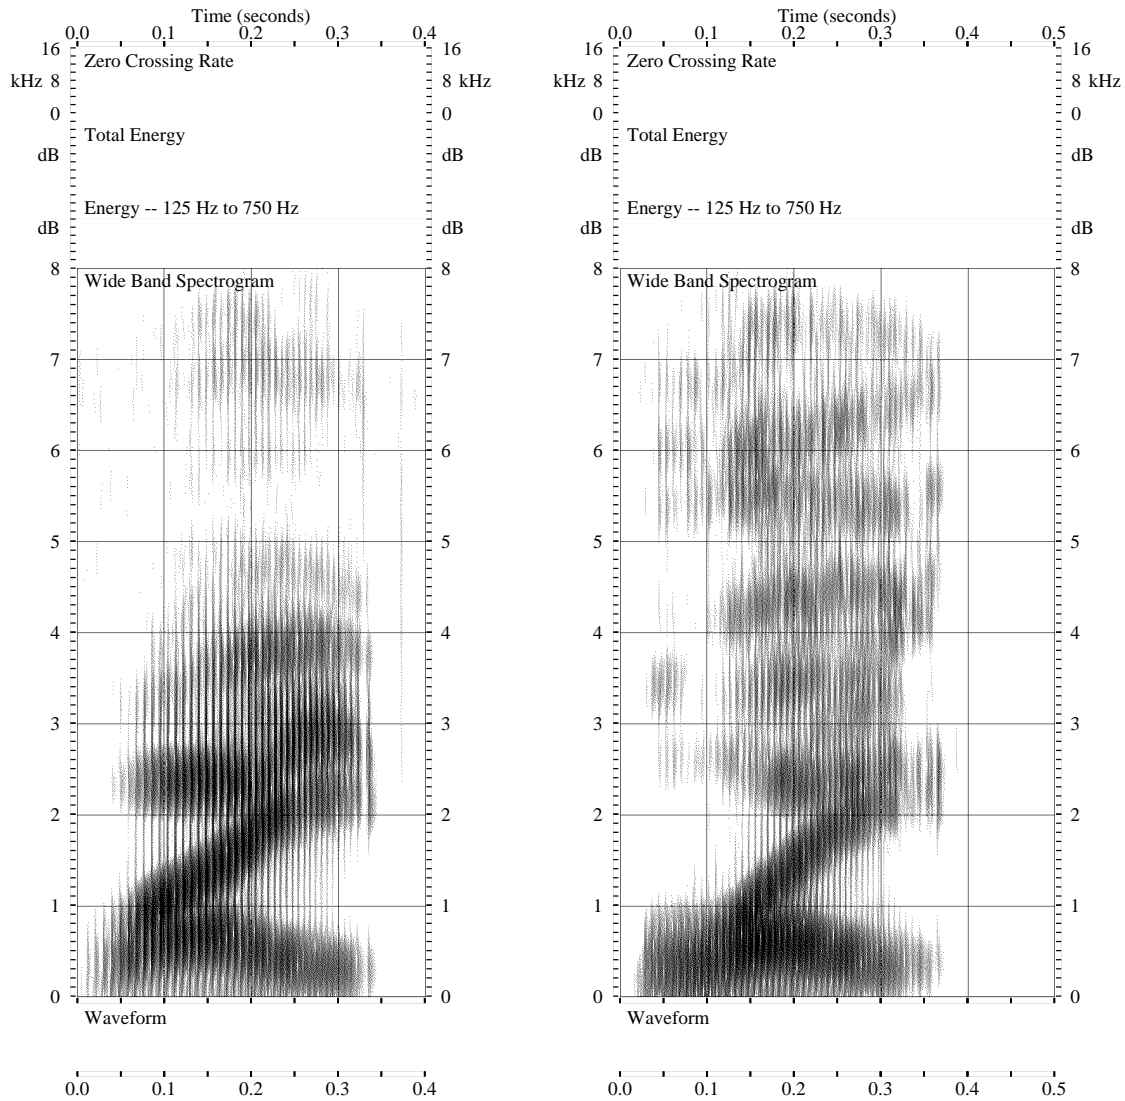 Time (seconds) Time (seconds)
0.0 0.1 0.2 0.3 0.4 0.0 0.1 0.2 0.3 0.4 0.5
16 16 16 16
Zero Crossing Rate Zero Crossing Rate
kHz 8 8 kHz kHz 8 8 kHz
0 0 0 0
Total Energy Total Energy
dB dB dB dB
Energy -- 125 Hz to 750 Hz Energy -- 125 Hz to 750 Hz
dB dB dB dB
8 8 8 8
Wide Band Spectrogram Wide Band Spectrogram
7 7 7 7
6 6 6 6
5 5 5 5
4 4 4 4
3 3 3 3
2 2 2 2
1 1 1 1
0 0 0 0
Waveform Waveform
0.0 0.1 0.2 0.3 0.4 0.0 0.1 0.2 0.3 0.4 0.5